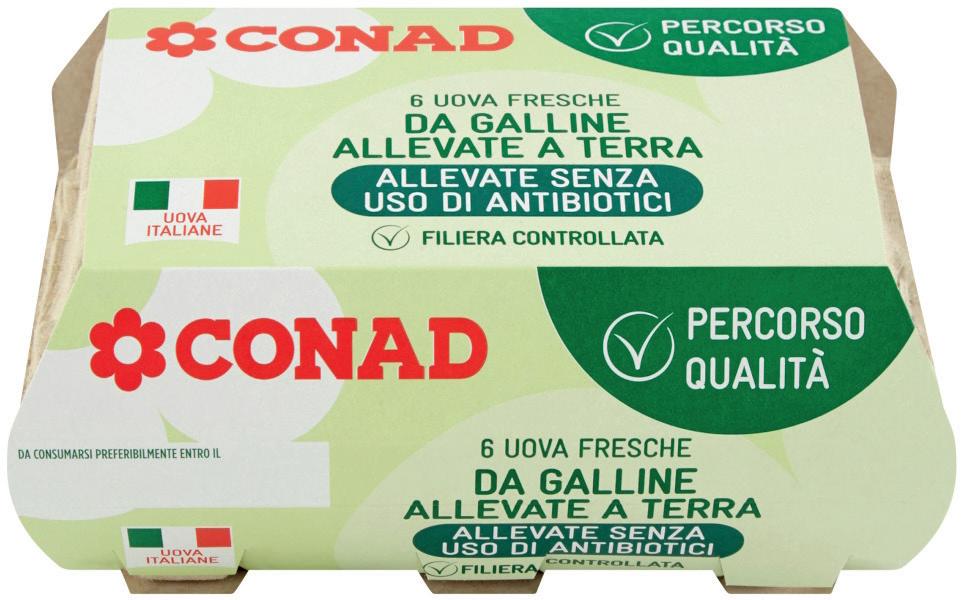 CONAD
PERCORSO
QUALITÀ
6 UOVA FRESCHE
DA GALLINE
ALLEVATE A TERRA
ALLEVATE SENZA
USO DI ANTIBIOTICI
FILIERA CONTROLLATA
UOVA
ITALIANE
CONAD
PERCORSO
QUALITÀ
DA CONSUMARSI PREFERIBILMENTE ENTRO IL
6 UOVA FRESCHE
DA GALLINE
ALLEVATE A TERRA
ALLEVATE SENZA
USO DI ANTIBIOTICI
FILIERA CONTROLLATA
UOVA
ITALIANE